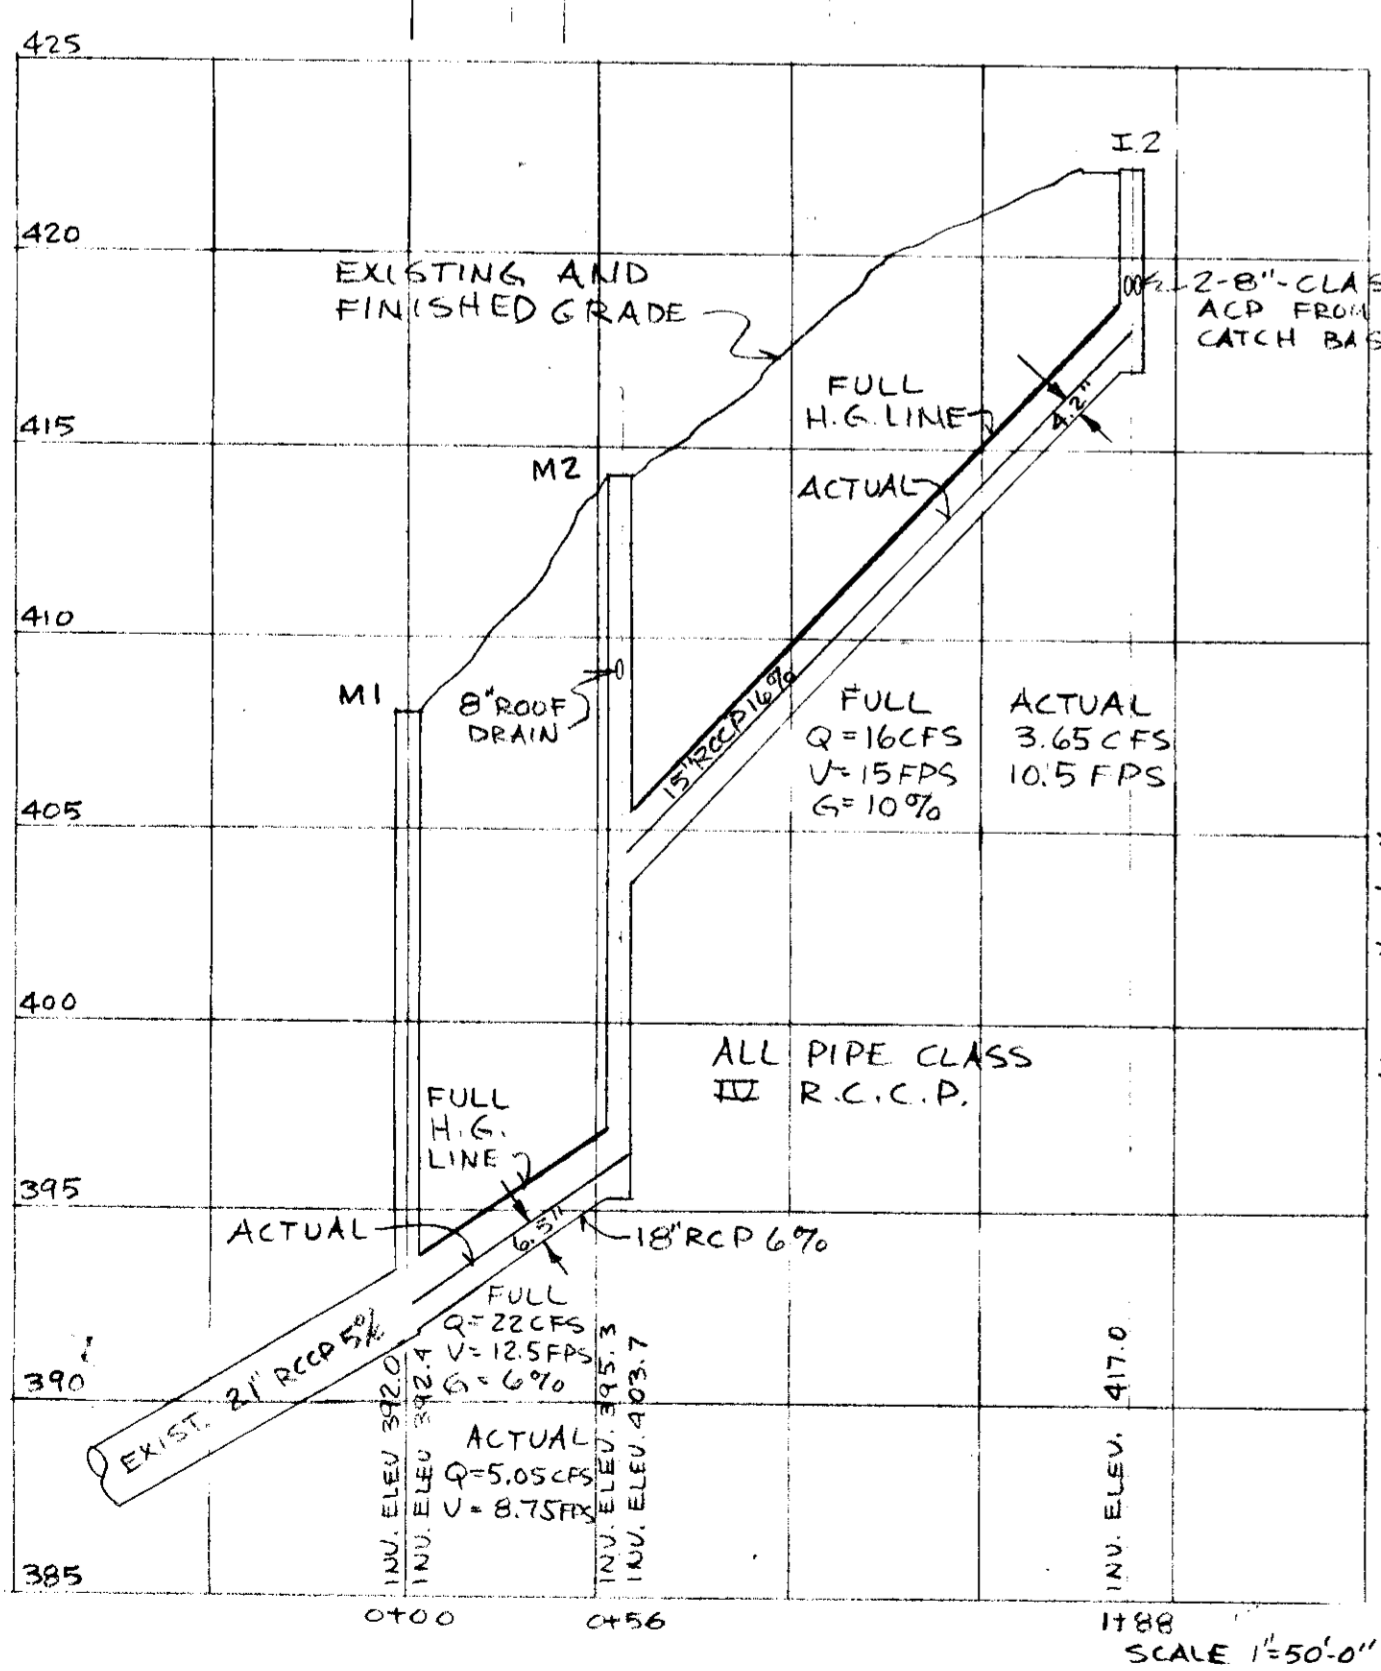 425
I.2
420
EXISTING AND
FINISHED GRADE
2-8"-CLAS
ACP FROM
CATCH BAS
FULL
H.G. LINE
4.2"
415
M2
ACTUAL
410
M1
8" ROOF
DRAIN
15" RCCP 16%
FULL
Q=16CFS
V=15FPS
G=10%
ACTUAL
3.65 CFS
10.5 FPS
405
400
ALL PIPE CLASS
IV R.C.C.P.
FULL
H.G.
LINE
395
ACTUAL
6.5"
18" RCP 6%
EXIST. 21" RCCP 5%
FULL
Q=22CFS
V=12.5FPS
G=6%
390
ACTUAL
Q=5.05CFS
V=8.75FPS
INV. ELEV 392.0
INV. ELEV 392.4
INV. ELEV. 395.3
INV. ELEV. 403.7
INV. ELEV. 417.0
385
0+00
0+56
1+88
SCALE 1"=50'-0"